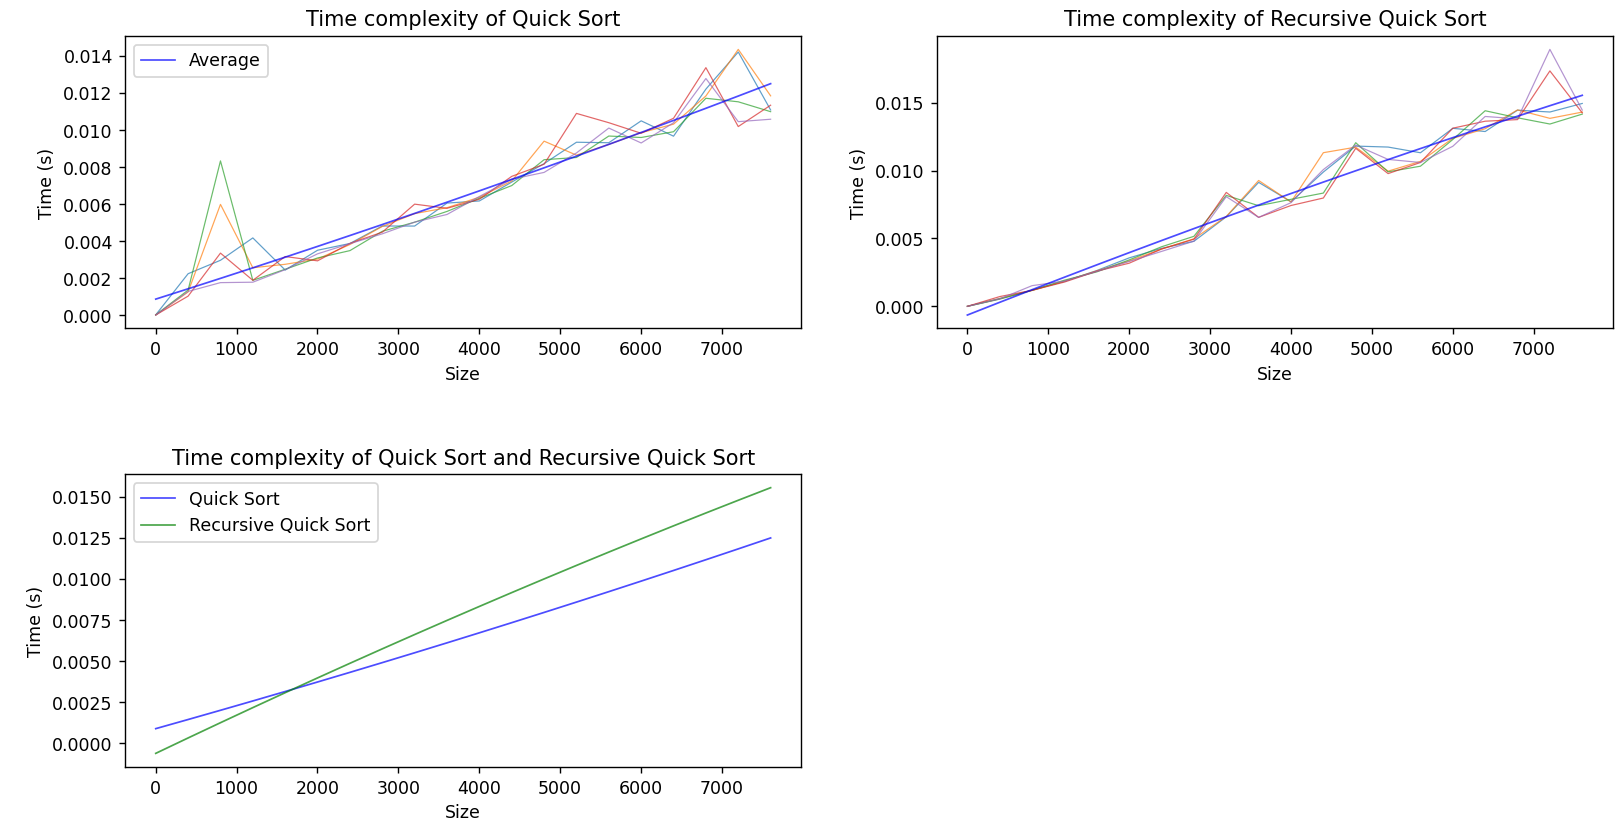 Time complexity of Quick Sort
Average
0.014
0.012
0.010
0.008
0.006
0.004
0.002
0.000
Time (s)
0 1000 2000 3000 4000 5000 6000 7000
Size
Time complexity of Recursive Quick Sort
0.015
0.010
0.005
0.000
Time (s)
0 1000 2000 3000 4000 5000 6000 7000
Size
Time complexity of Quick Sort and Recursive Quick Sort
Quick Sort
Recursive Quick Sort
0.0150
0.0125
0.0100
0.0075
0.0050
0.0025
0.0000
Time (s)
0 1000 2000 3000 4000 5000 6000 7000
Size